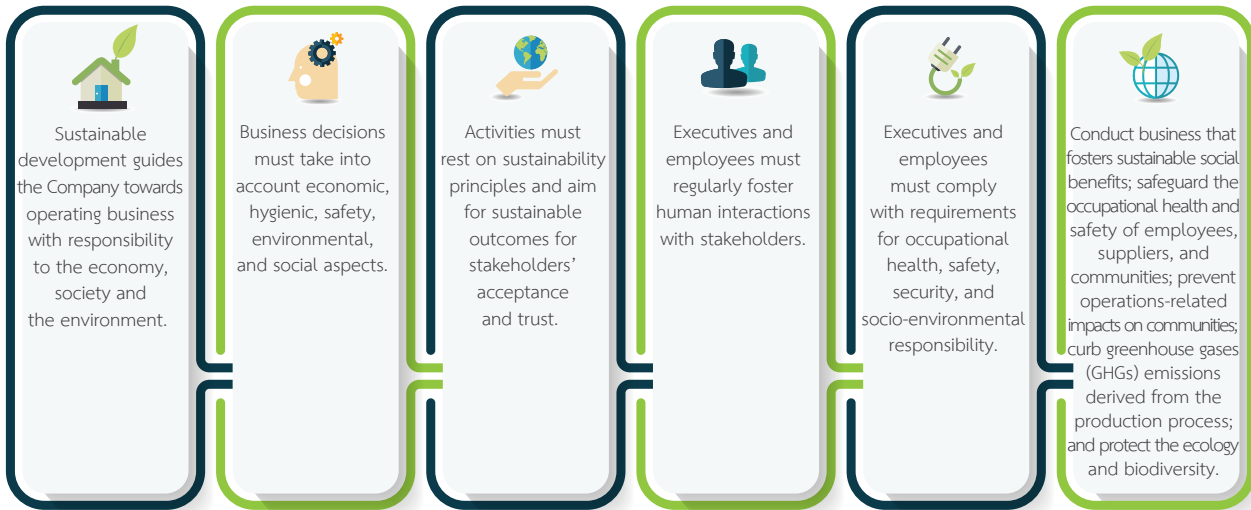 Sustainable
development guides
the Company towards
operating business
with responsibility
to the economy,
society and
the environment.
Business decisions
must take into
account economic,
hygienic, safety,
environmental,
and social aspects.
Activities must
rest on sustainability
principles and aim
for sustainable
outcomes for
stakeholders’
acceptance
and trust.
Executives and
employees must
regularly foster
human interactions
with stakeholders.
Executives and
employees
must comply
with requirements
for occupational
health, safety,
security, and
socio-environmental
responsibility.
Conduct business that
fosters sustainable social
benefits; safeguard the
occupational health and
safety of employees,
suppliers, and
communities; prevent
operations-related
impacts on communities;
curb greenhouse gases
(GHGs) emissions
derived from the
production process;
and protect the ecology
and biodiversity.